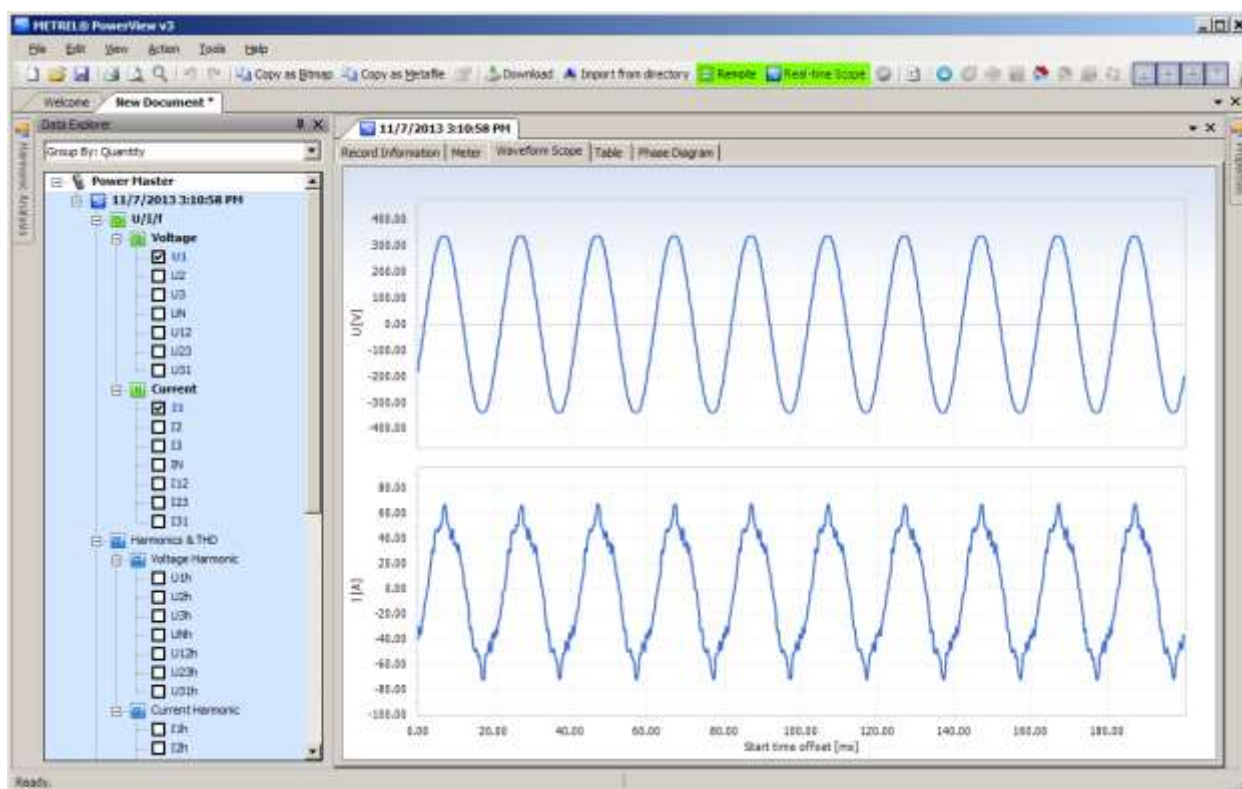 METREL® PowerView v3
File Edit View Action Tools Help
Copy as Bitmap Copy as Metafile Download Import from directory Remote Real-time Scope
Welcome New Document *
Data Explorer
11/7/2013 3:10:58 PM
Harmonic Analysis
Properties
Group By: Quantity
Record Information Meter Waveform Scope Table Phase Diagram
Power Master
11/7/2013 3:10:58 PM
U/I/f
Voltage
U1
U2
U3
UN
U12
U23
U31
Current
I1
I2
I3
IN
I12
I23
I31
Harmonics & THD
Voltage Harmonic
U1h
U2h
U3h
UNh
U12h
U23h
U31h
Current Harmonic
I1h
I2h
U[V]
400.00
300.00
200.00
100.00
0.00
-100.00
-200.00
-300.00
-400.00
I [A]
80.00
60.00
40.00
20.00
0.00
-20.00
-40.00
-60.00
-80.00
-100.00
0.00 20.00 40.00 60.00 80.00 100.00 120.00 140.00 160.00 180.00
Start time offset [ms]
Ready.